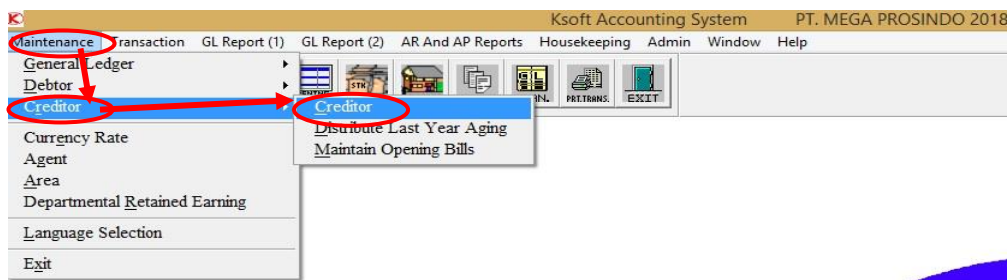 Ksoft Accounting System PT. MEGA PROSINDO 2018
Maintenance Transaction GL Report (1) GL Report (2) AR And AP Reports Housekeeping Admin Window Help
General Ledger
Debtor
STK
PRT.TRANS. EXIT
Creditor
Creditor
Distribute Last Year Aging
Currency Rate
Maintain Opening Bills
Agent
Area
Departmental Retained Earning
Language Selection
Exit